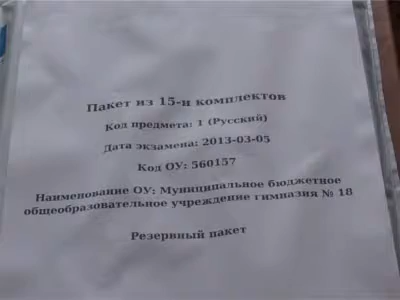 Пакет из 15-и комплектов
Код предмета: 1 (Русский)
Дата экзамена: 2013-03-05
Код ОУ: 560157
Наименование ОУ: Муниципальное бюджетное
общеобразовательное учреждение гимназия № 18
Резервный пакет